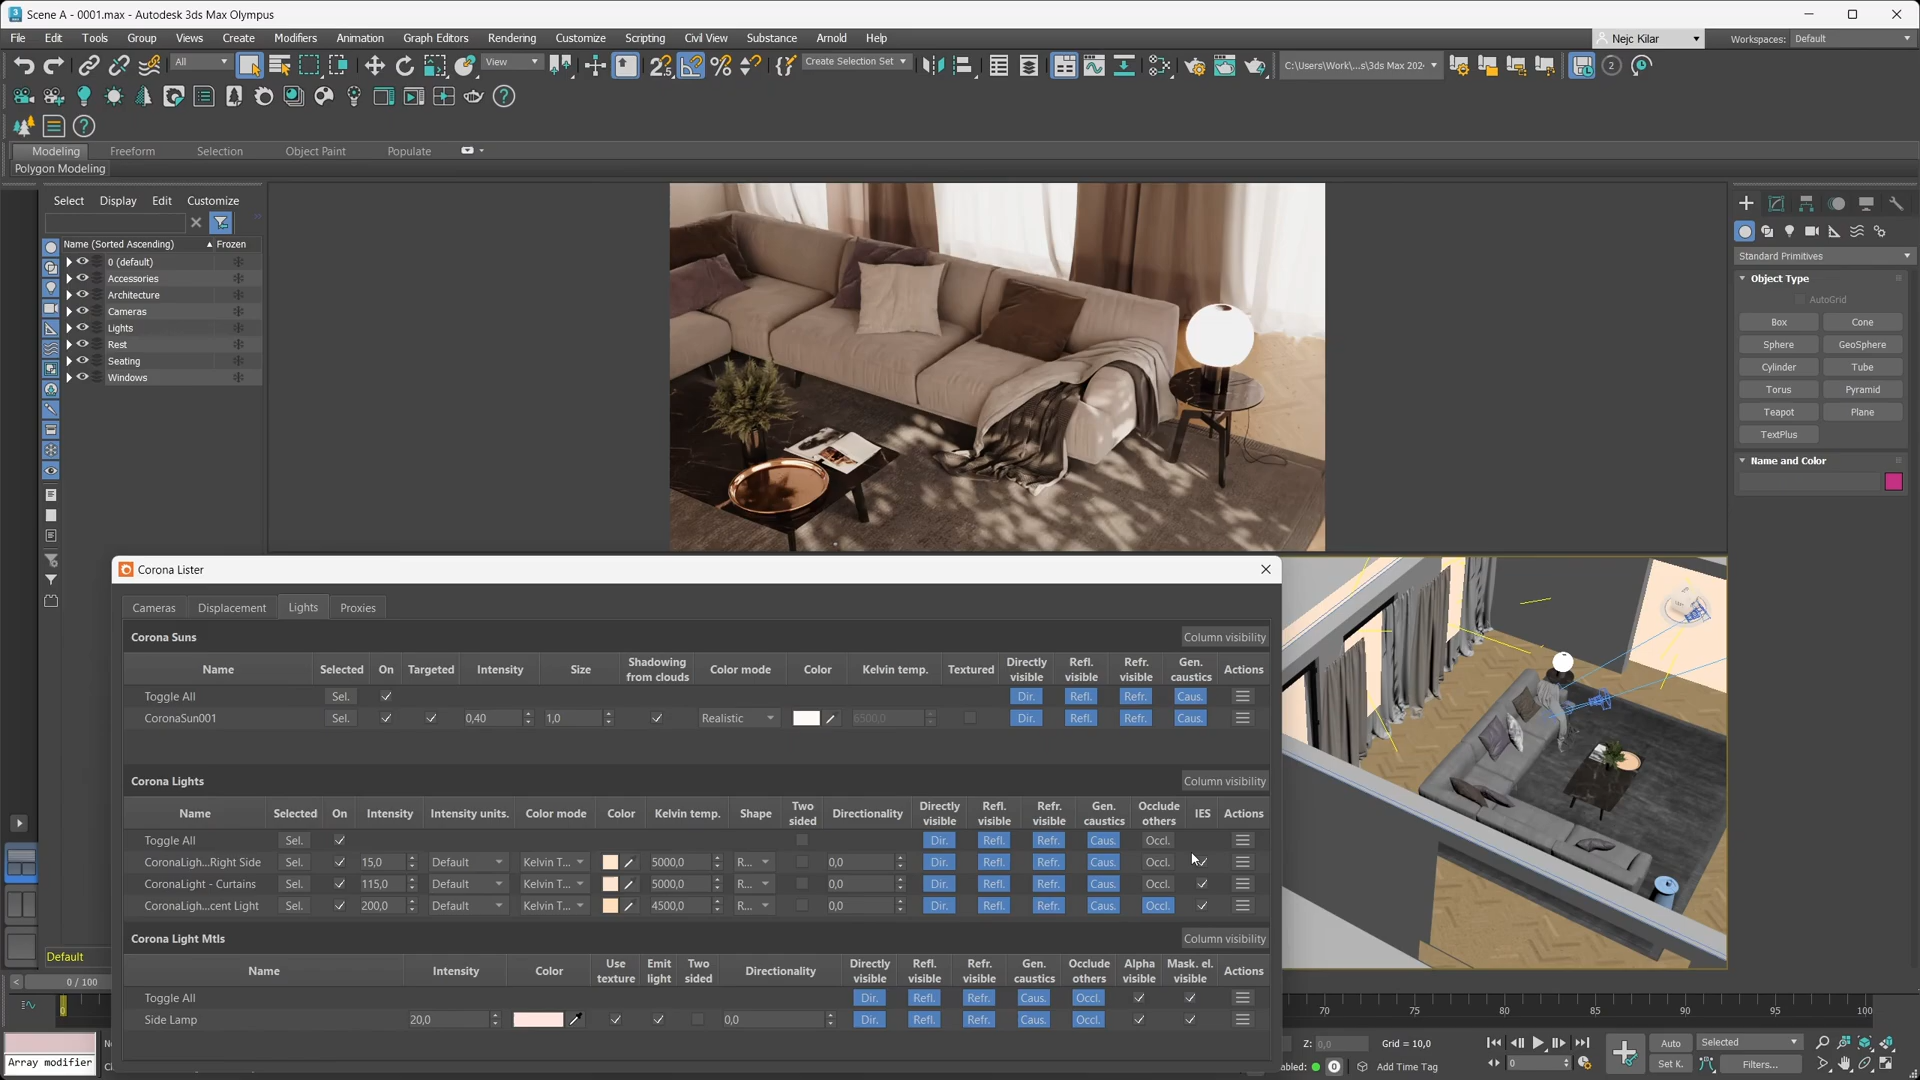 Scene A - 0001.max - Autodesk 3ds Max Olympus
File Edit Tools Group Views Create Modifiers Animation Graph Editors Rendering Customize Scripting Civil View Substance Arnold Help
Nejc Kilar
Workspaces: Default
All
View
Create Selection Set
C:\Users\Work\...s\3ds Max 202
Modeling Freeform Selection Object Paint Populate
Polygon Modeling
Select Display Edit Customize
Name (Sorted Ascending) Frozen
0 (default)
Accessories
Architecture
Cameras
Lights
Rest
Seating
Windows
Standard Primitives
Object Type
AutoGrid
Box Cone
Sphere GeoSphere
Cylinder Tube
Torus Pyramid
Teapot Plane
TextPlus
Name and Color
Corona Lister
Cameras Displacement Lights Proxies
Corona Suns Column visibility
Name Selected On Targeted Intensity Size Shadowing from clouds Color mode Color Kelvin temp. Textured Directly visible Refl. visible Refr. visible Gen. caustics Actions
Toggle All Sel. Dir. Refl. Refr. Caus.
CoronaSun001 Sel. 0,40 1,0 Realistic 6500,0 Dir. Refl. Refr. Caus.
Corona Lights Column visibility
Name Selected On Intensity Intensity units. Color mode Color Kelvin temp. Shape Two sided Directionality Directly visible Refl. visible Refr. visible Gen. caustics Occlude others IES Actions
Toggle All Sel. Dir. Refl. Refr. Caus. Occl.
CoronaLigh...Right Side Sel. 15,0 Default Kelvin T... 5000,0 R... 0,0 Dir. Refl. Refr. Caus. Occl.
CoronaLight - Curtains Sel. 115,0 Default Kelvin T... 5000,0 R... 0,0 Dir. Refl. Refr. Caus. Occl.
CoronaLigh...cent Light Sel. 200,0 Default Kelvin T... 4500,0 R... 0,0 Dir. Refl. Refr. Caus. Occl.
Corona Light Mtls Column visibility
Name Intensity Color Use texture Emit light Two sided Directionality Directly visible Refl. visible Refr. visible Gen. caustics Occlude others Alpha visible Mask. el. visible Actions
Toggle All Dir. Refl. Refr. Caus. Occl.
Side Lamp 20,0 0,0 Dir. Refl. Refr. Caus. Occl.
Default
0 / 100
0
70 75 80 85 90 95 100
Z: 0,0 Grid = 10,0
Auto Selected
Array modifier
Add Time Tag
0
0
Set K. Filters...